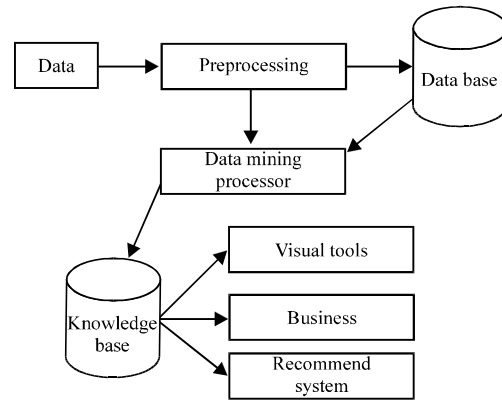 Data
Preprocessing
Data base
Data mining
processor
Visual tools
Knowledge
base
Business
Recommend
system